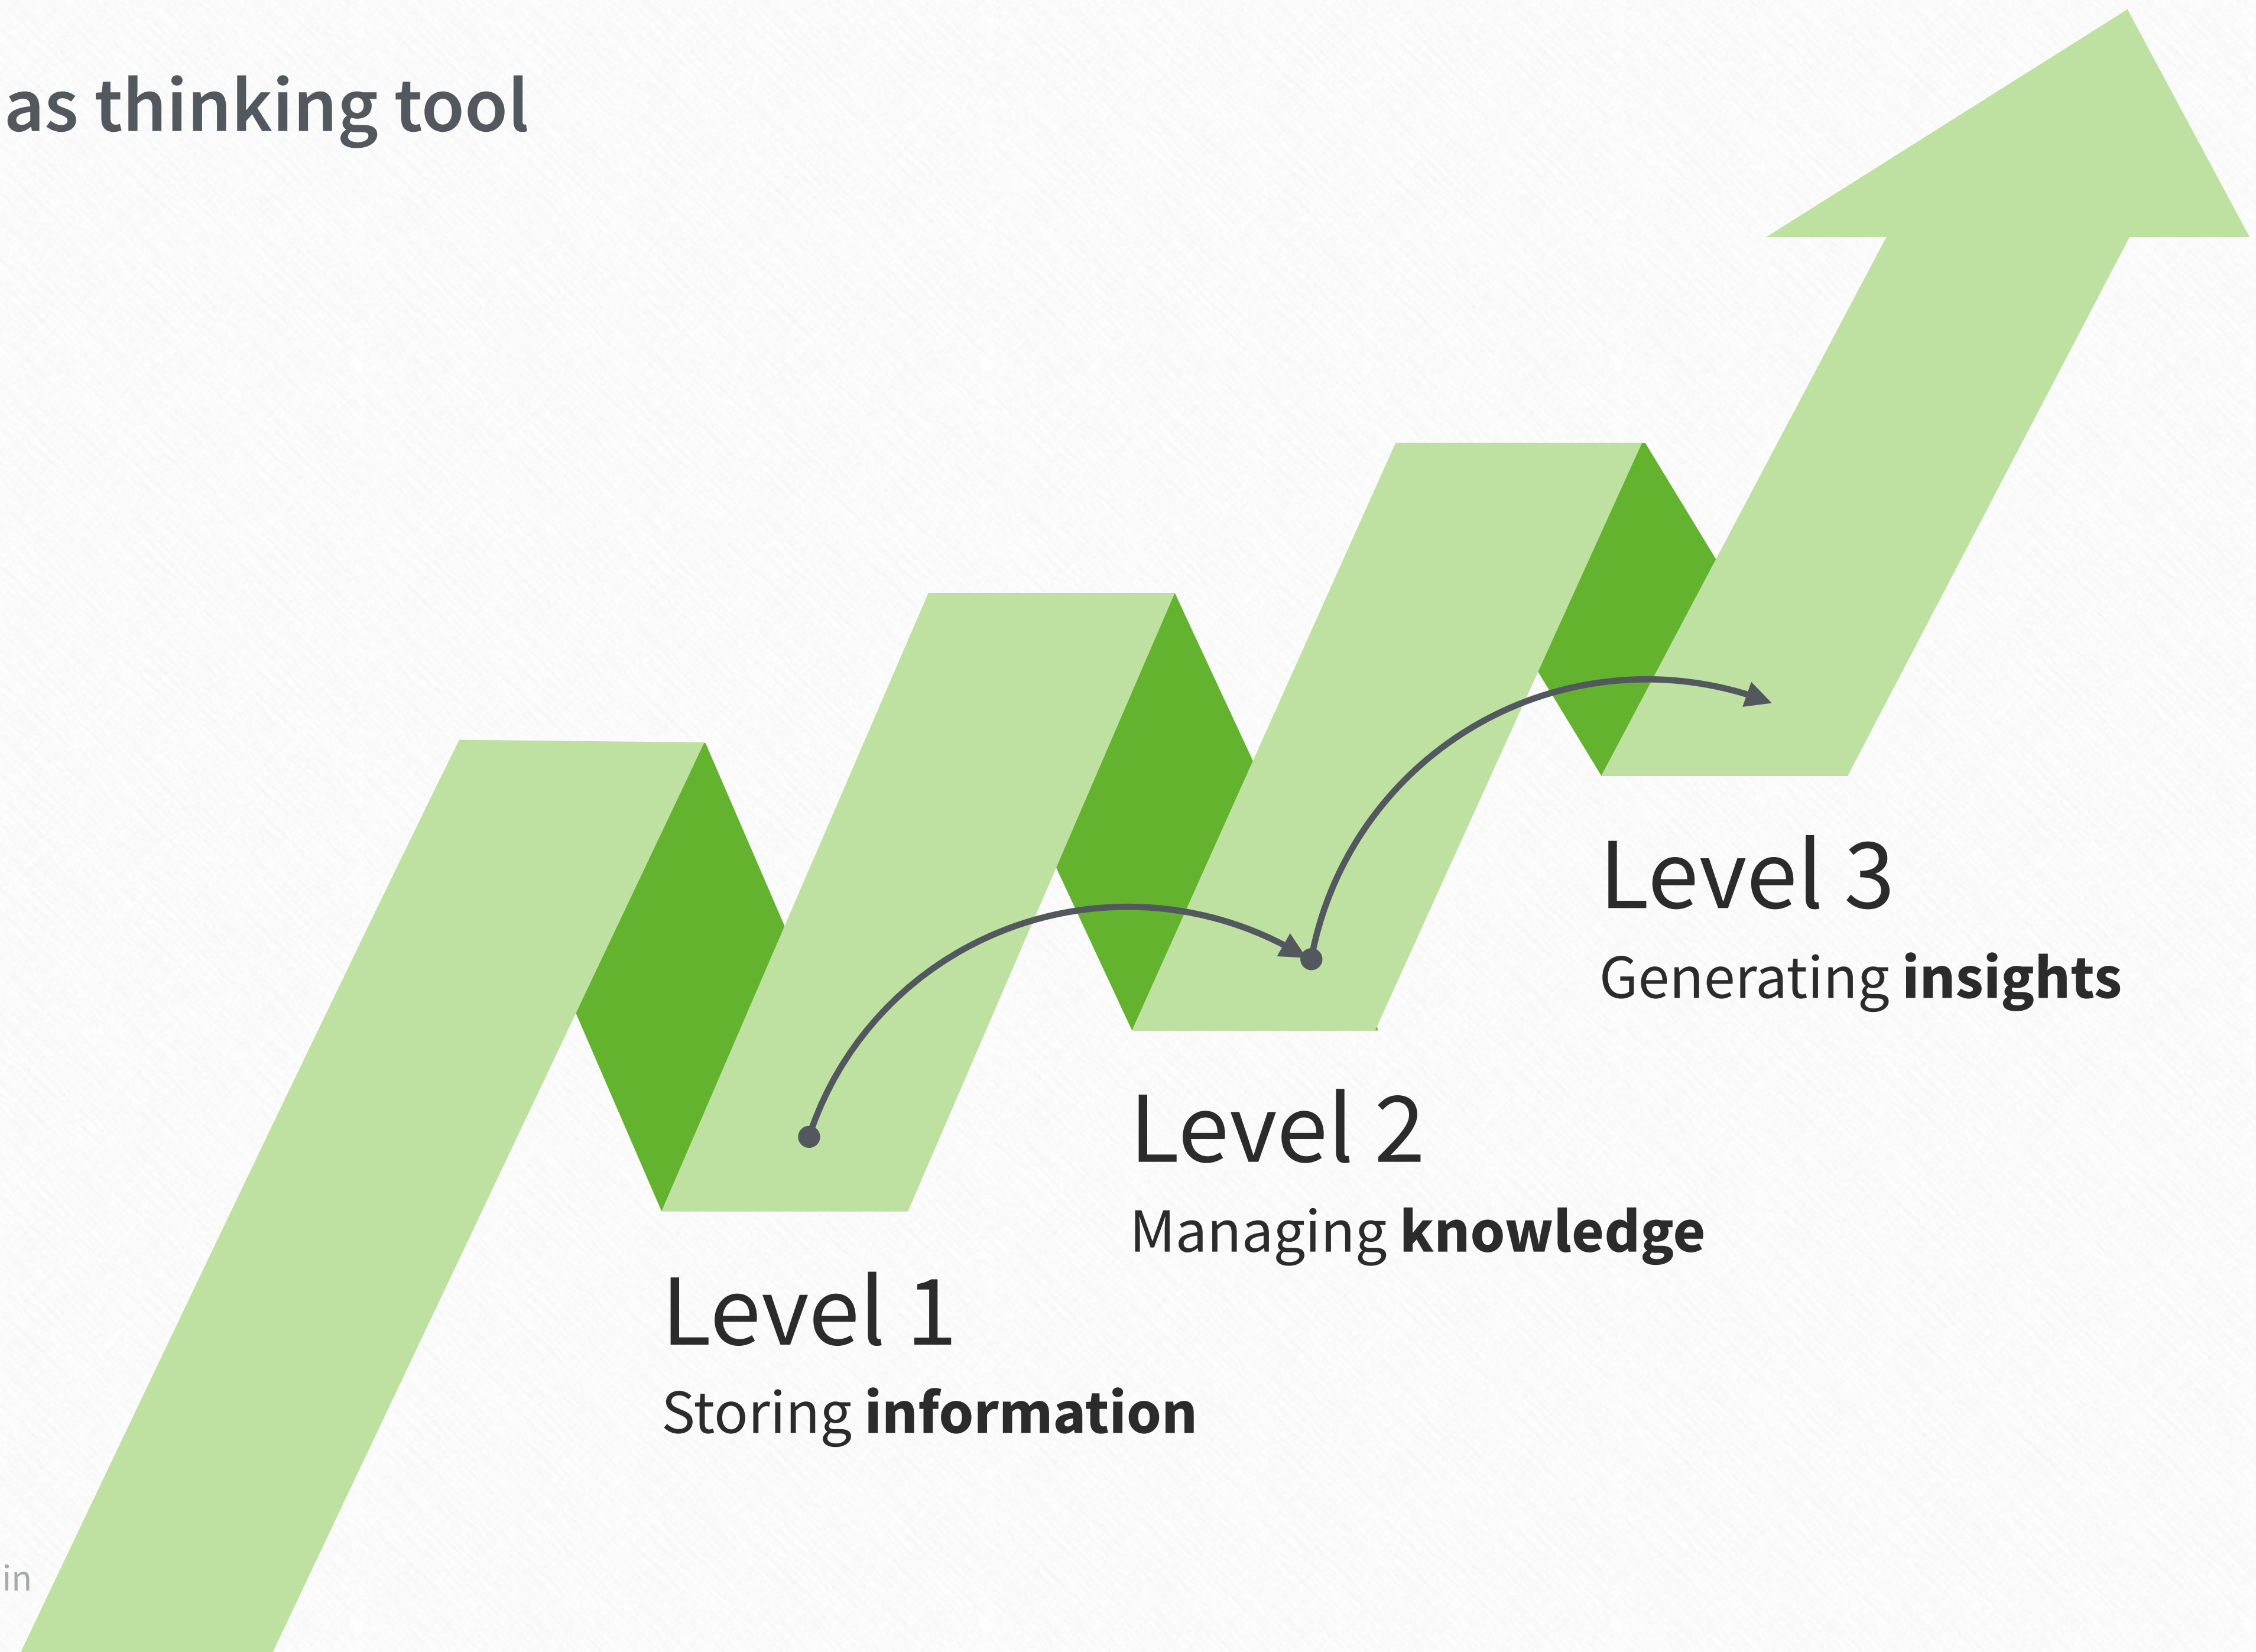 as thinking tool
Level 3
Generating insights
Level 2
Managing knowledge
Level 1
Storing information
in